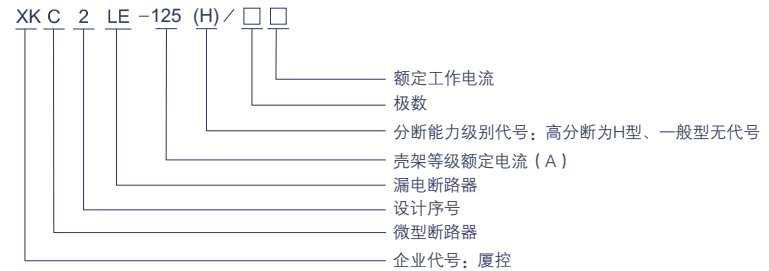 XK C 2 LE -125 (H) / □ □
额定工作电流
极数
分断能力级别代号：高分断为H型、一般型无代号
壳架等级额定电流（A）
漏电断路器
设计序号
微型断路器
企业代号：厦控